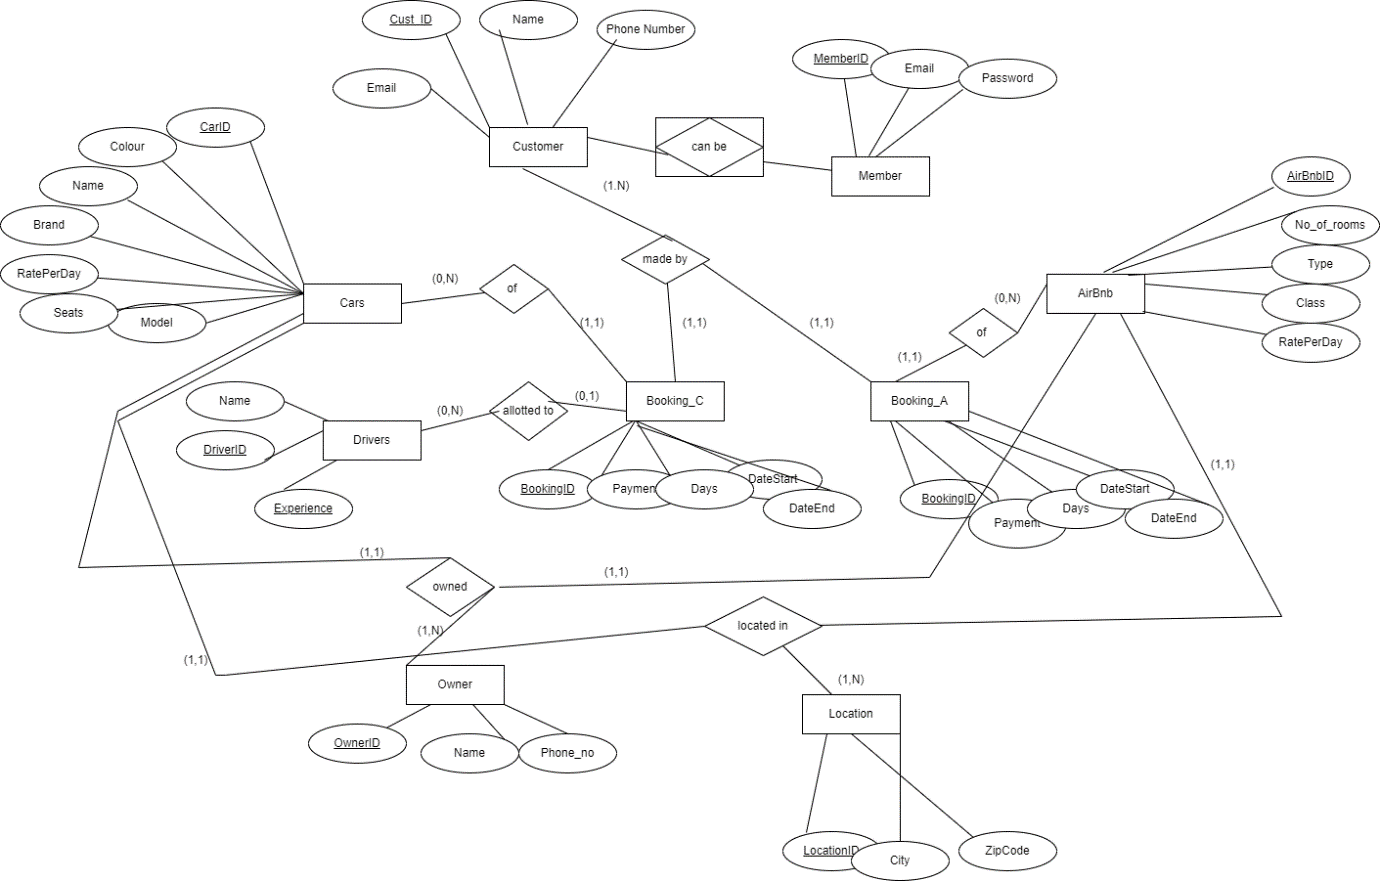 Cust_ID
Name
Phone Number
Email
MemberID
Email
Password
CarID
Colour
Name
Brand
RatePerDay
Seats
Model
Customer
can be
Member
(1.N)
AirBnbID
No_of_rooms
Type
Class
RatePerDay
made by
Cars
(0,N)
of
(1,1)
(1,1)
(1,1)
(0,N)
AirBnb
of
(1,1)
Name
DriverID
Experience
Drivers
(0,N)
allotted to
(0,1)
Booking_C
Booking_A
BookingID
Paymen
Days
DateStart
DateEnd
BookingID
Payment
Days
DateStart
DateEnd
(1,1)
(1,1)
owned
(1,1)
(1,N)
(1,1)
located in
(1,N)
Owner
OwnerID
Name
Phone_no
Location
LocationID
City
ZipCode